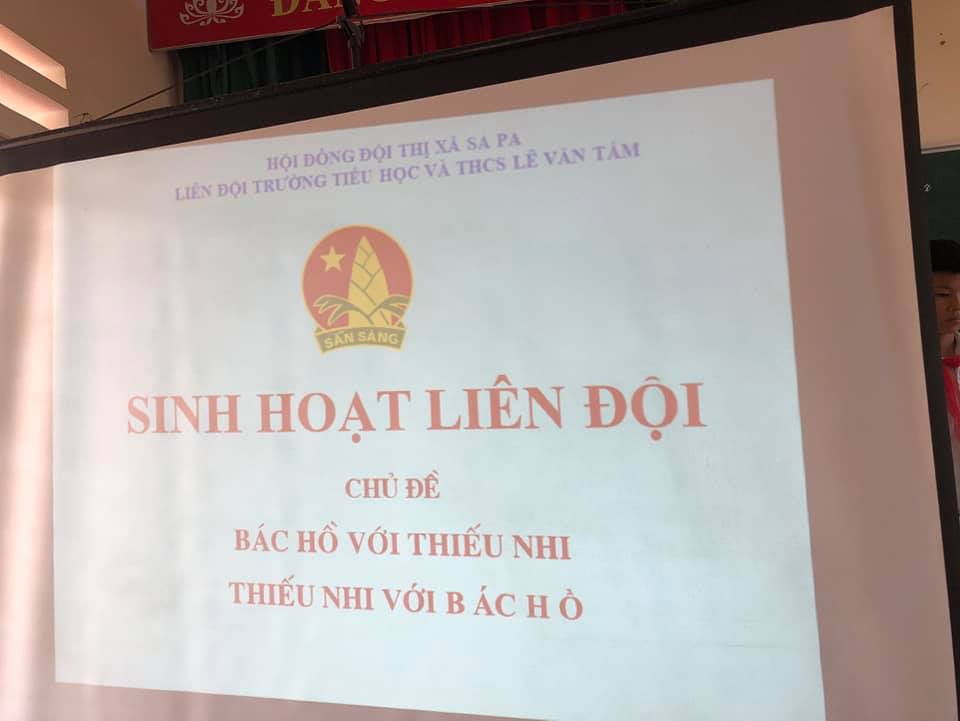 ĐẢN
HỘI ĐỒNG ĐỘI THỊ XÃ SA PA
LIÊN ĐỘI TRƯỜNG TIỂU HỌC VÀ THCS LÊ VĂN TÁM
SẴN SÀNG
SINH HOẠT LIÊN ĐỘI
CHỦ ĐỀ
BÁC HỒ VỚI THIẾU NHI
THIẾU NHI VỚI B ÁC H Ồ